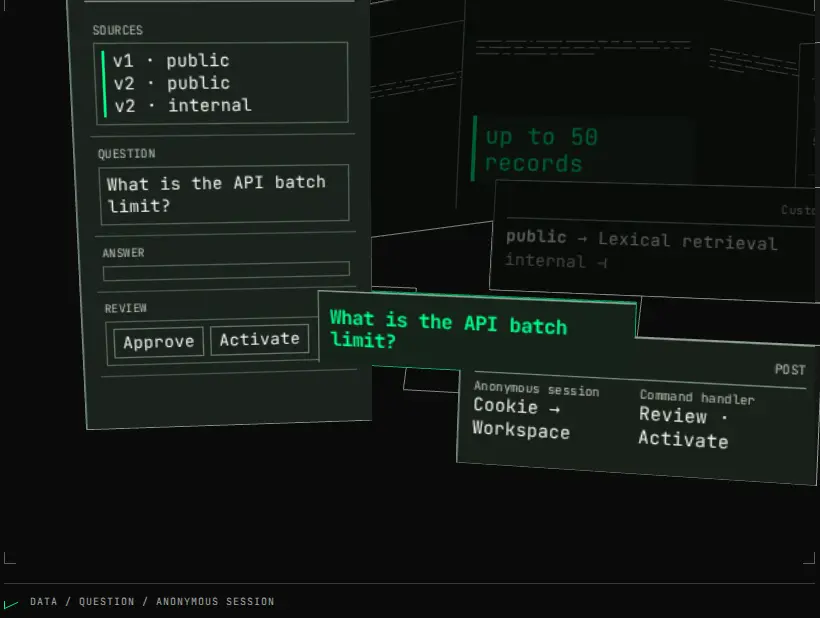 SOURCES
v1 · public
v2 · public
v2 · internal
QUESTION
What is the API batch
limit?
ANSWER
REVIEW
Approve
Activate
up to 50
records
public → Lexical retrieval
internal ⊣
What is the API batch
limit?
POST
Anonymous session
Cookie →
Workspace
Command handler
Review ·
Activate
DATA / QUESTION / ANONYMOUS SESSION